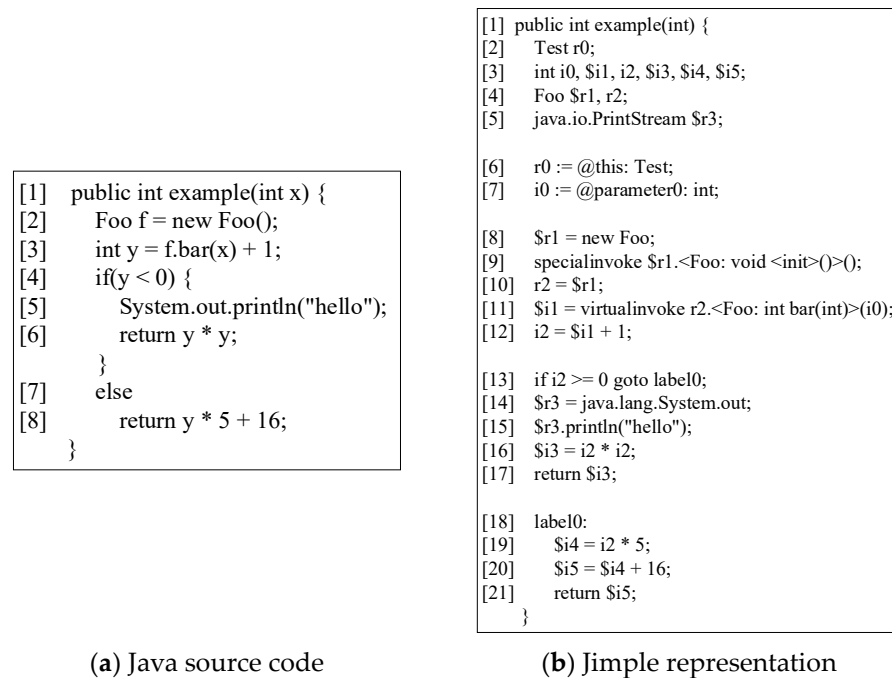 [1] public int example(int x) {
[2] Foo f = new Foo();
[3] int y = f.bar(x) + 1;
[4] if(y < 0) {
[5] System.out.println("hello");
[6] return y * y;
}
[7] else
[8] return y * 5 + 16;
}
(a) Java source code
[1] public int example(int) {
[2] Test r0;
[3] int i0, $i1, i2, $i3, $i4, $i5;
[4] Foo $r1, r2;
[5] java.io.PrintStream $r3;
[6] r0 := @this: Test;
[7] i0 := @parameter0: int;
[8] $r1 = new Foo;
[9] specialinvoke $r1.<Foo: void <init>()>();
[10] r2 = $r1;
[11] $i1 = virtualinvoke r2.<Foo: int bar(int)>(i0);
[12] i2 = $i1 + 1;
[13] if i2 >= 0 goto label0;
[14] $r3 = java.lang.System.out;
[15] $r3.println("hello");
[16] $i3 = i2 * i2;
[17] return $i3;
[18] label0:
[19] $i4 = i2 * 5;
[20] $i5 = $i4 + 16;
[21] return $i5;
}
(b) Jimple representation